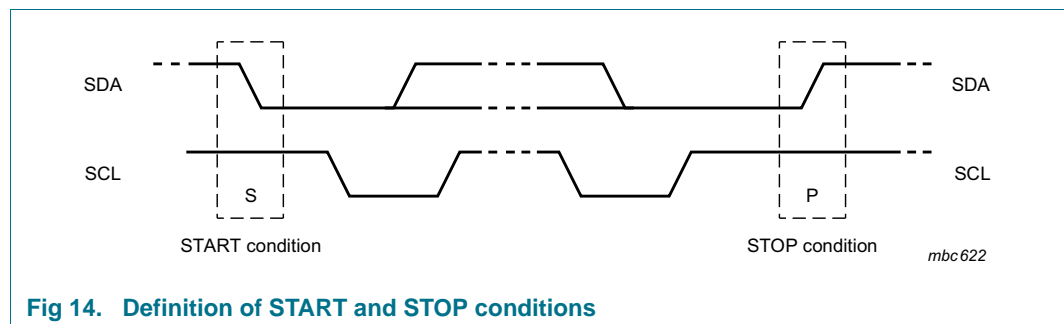 SDA
SDA
SCL
SCL
S
P
START condition
STOP condition
mbc622
Fig 14. Definition of START and STOP conditions